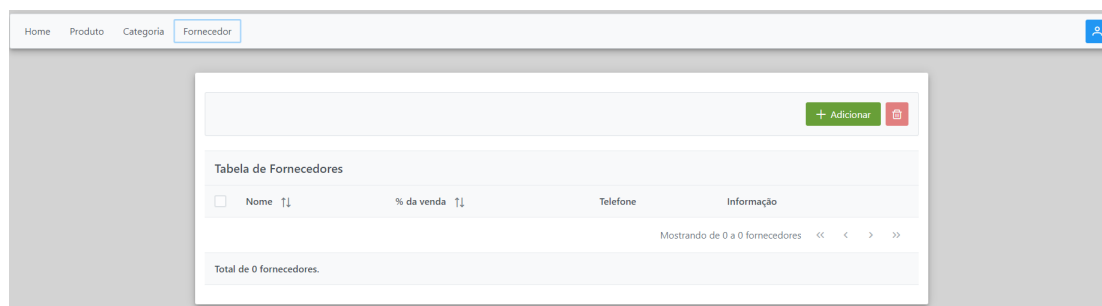 Home Produto Categoria Fornecedor
+ Adicionar
Tabela de Fornecedores
Nome % da venda Telefone Informação
Mostrando de 0 a 0 fornecedores << < > >>
Total de 0 fornecedores.